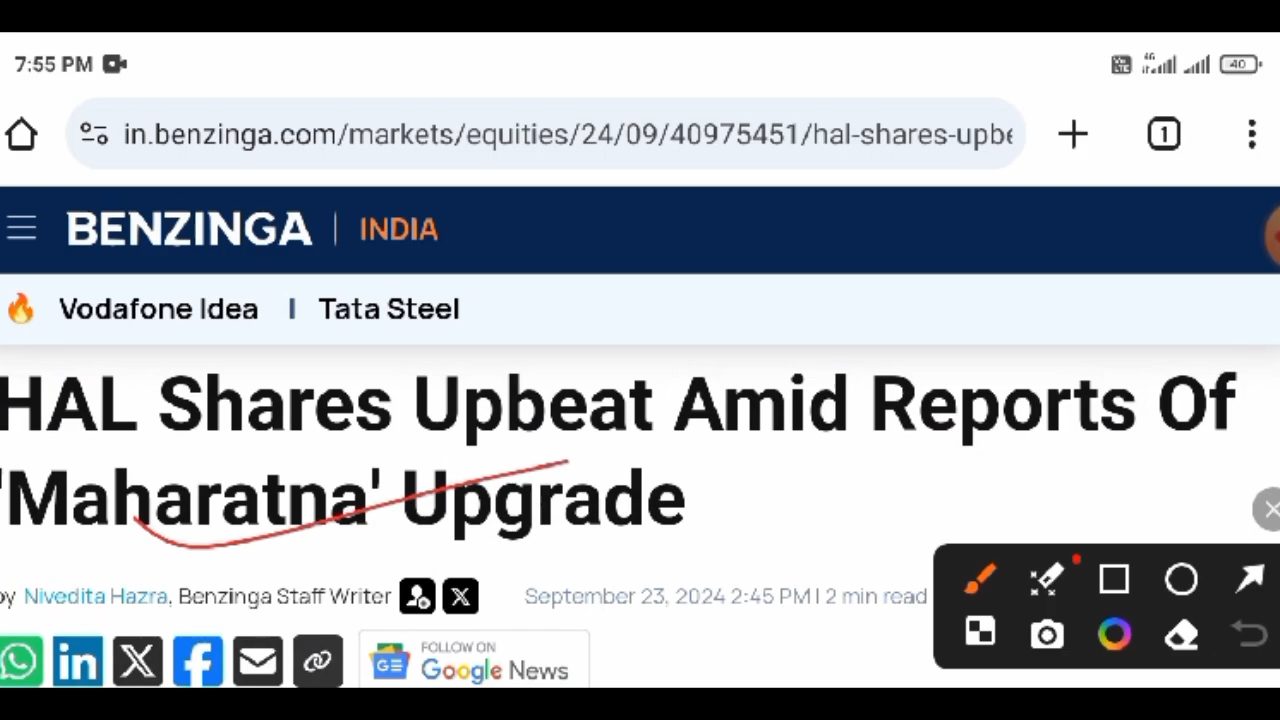 7:55 PM
4G
40
in.benzinga.com/markets/equities/24/09/40975451/hal-shares-upbe
1
BENZINGA | INDIA
Vodafone Idea | Tata Steel
HAL Shares Upbeat Amid Reports Of
'Maharatna' Upgrade
by Nivedita Hazra, Benzinga Staff Writer
September 23, 2024 2:45 PM | 2 min read
FOLLOW ON
Google News